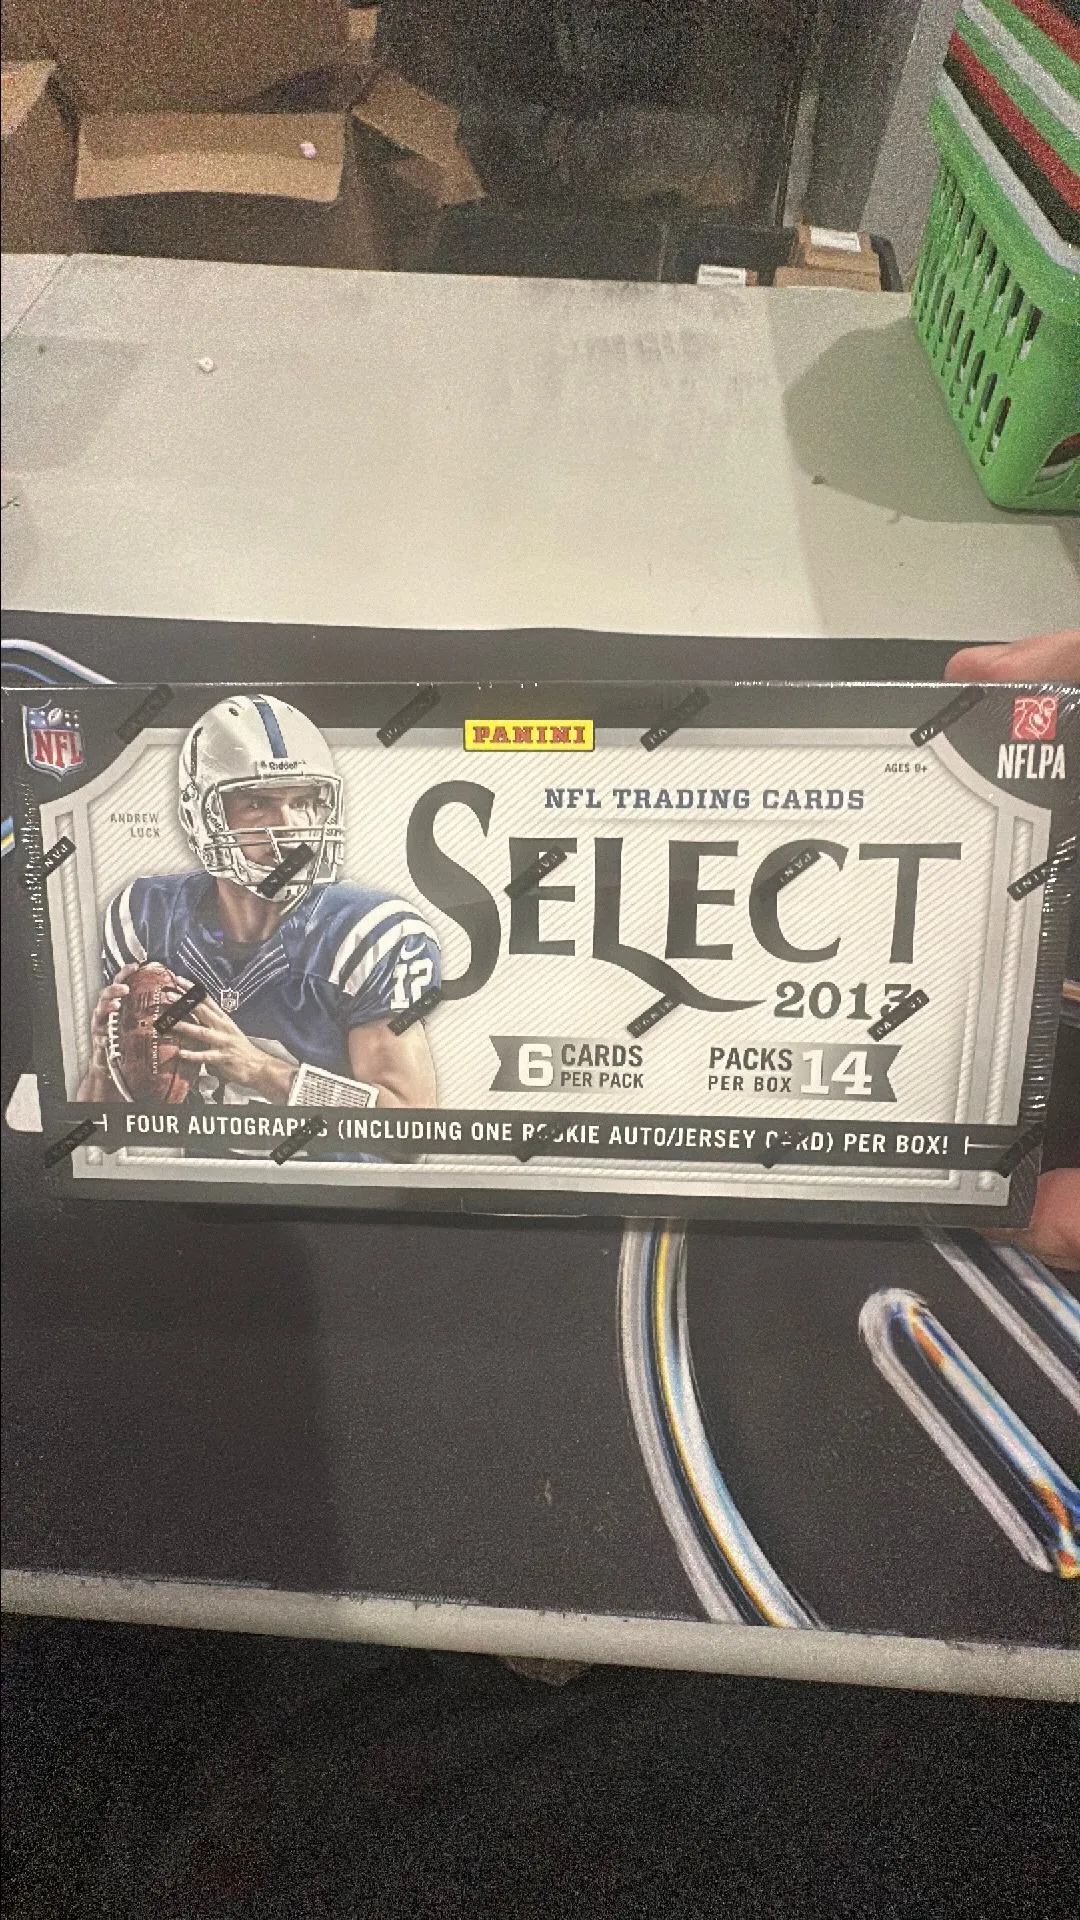 NFL
PANINI
NFLPA
AGES 9+
NFL TRADING CARDS
ANDREW
LUCK
Riddell
SELECT
2013
12
6 CARDS
PER PACK
PACKS
PER BOX 14
FOUR AUTOGRAPHS (INCLUDING ONE ROOKIE AUTO/JERSEY CARD) PER BOX!